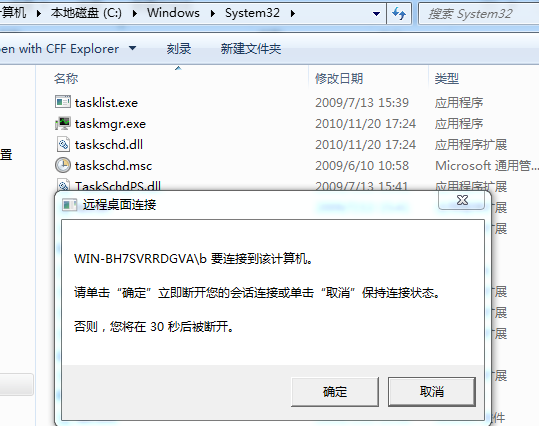 计算机 ▸ 本地磁盘 (C:) ▸ Windows ▸ System32 ▸
搜索 System32
pen with CFF Explorer
刻录
新建文件夹
名称
修改日期
类型
tasklist.exe
2009/7/13 15:39
应用程序
taskmgr.exe
2010/11/20 17:24
应用程序
taskschd.dll
2010/11/20 17:24
应用程序扩展
置
taskschd.msc
2009/6/10 10:58
Microsoft 通用管...
TaskSchdPS.dll
2009/7/13 15:41
应用程序扩展
远程桌面连接
WIN-BH7SVRRDGVA\b 要连接到该计算机。
请单击“确定”立即断开您的会话连接或单击“取消”保持连接状态。
否则，您将在 30 秒后被断开。
确定
取消